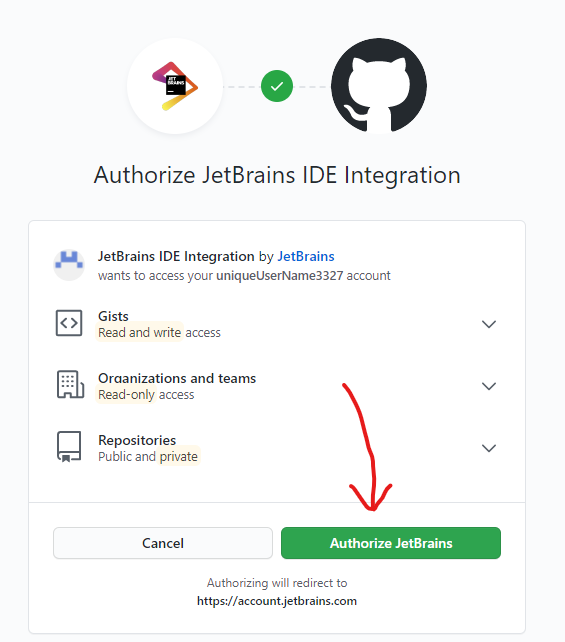 JET
BRAINS
Authorize JetBrains IDE Integration
JetBrains IDE Integration by JetBrains
wants to access your uniqueUserName3327 account
Gists
Read and write access
Organizations and teams
Read-only access
Repositories
Public and private
Cancel
Authorize JetBrains
Authorizing will redirect to
https://account.jetbrains.com